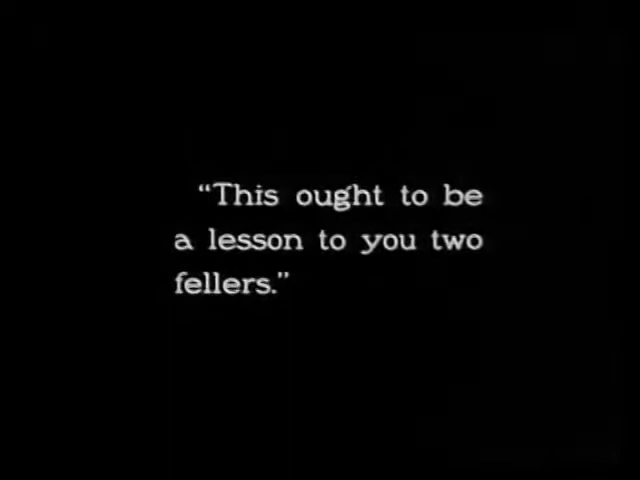 “This ought to be
a lesson to you two
fellers.”